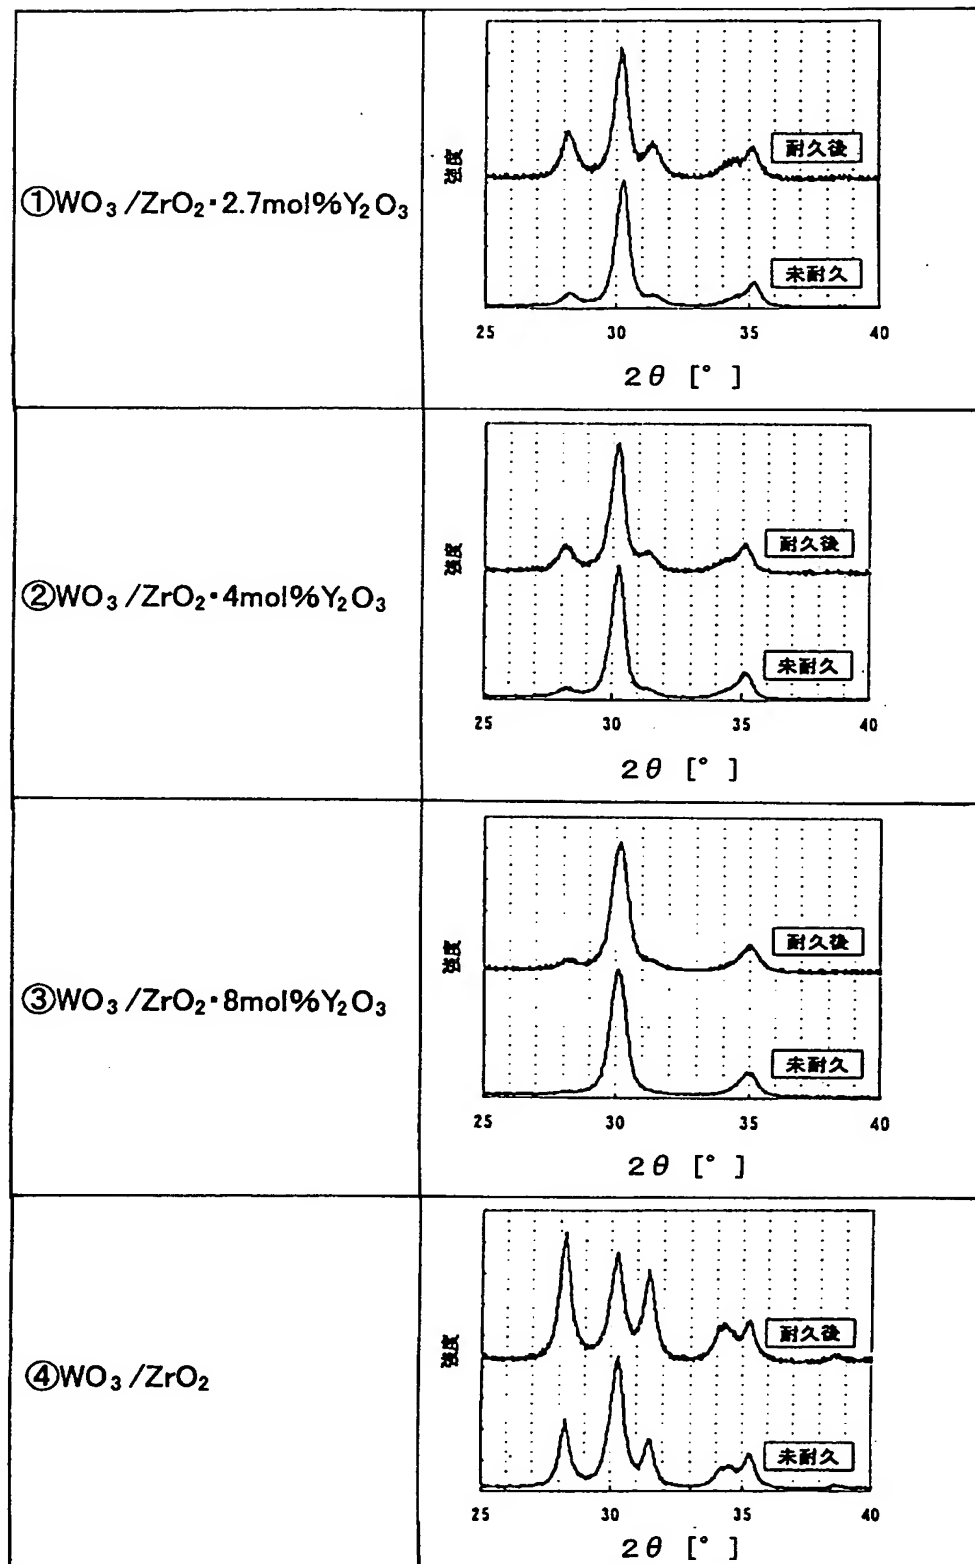 ①WO₃/ZrO₂・2.7mol%Y₂O₃
強度
耐久後
未耐久
25 30 35 40
2θ [°]
②WO₃/ZrO₂・4mol%Y₂O₃
強度
耐久後
未耐久
25 30 35 40
2θ [°]
③WO₃/ZrO₂・8mol%Y₂O₃
強度
耐久後
未耐久
25 30 35 40
2θ [°]
④WO₃/ZrO₂
強度
耐久後
未耐久
25 30 35 40
2θ [°]